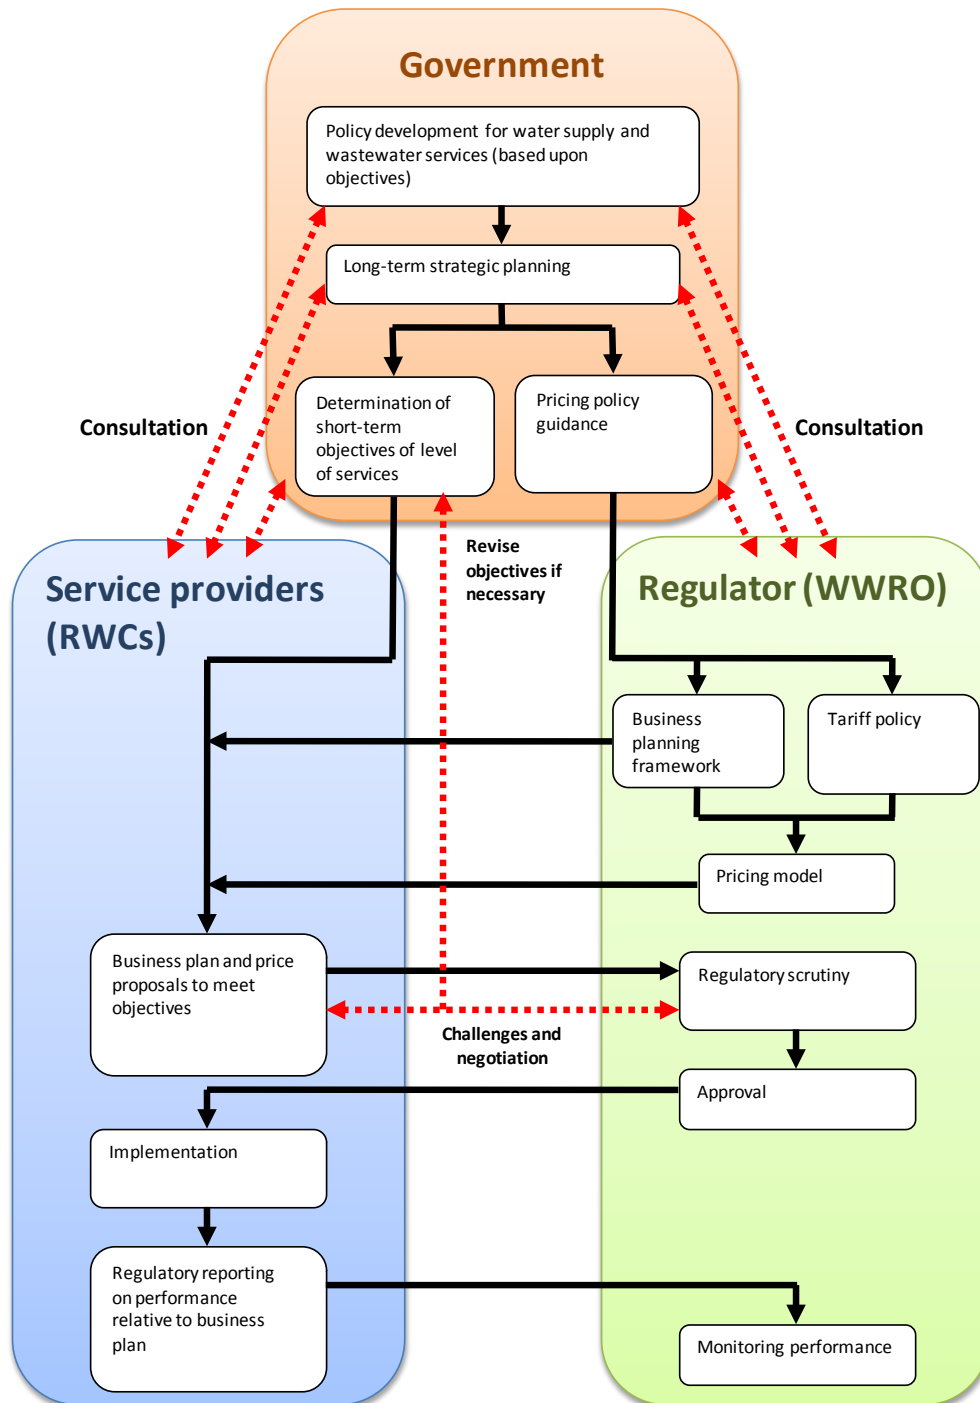 Government
Policy development for water supply and
wastewater services (based upon
objectives)
Long-term strategic planning
Determination of
short-term
objectives of level
of services
Pricing policy
guidance
Consultation
Consultation
Revise
objectives if
necessary
Service providers
(RWCs)
Regulator (WWRO)
Business
planning
framework
Tariff policy
Pricing model
Business plan and price
proposals to meet
objectives
Regulatory scrutiny
Challenges and
negotiation
Approval
Implementation
Regulatory reporting
on performance
relative to business
plan
Monitoring performance